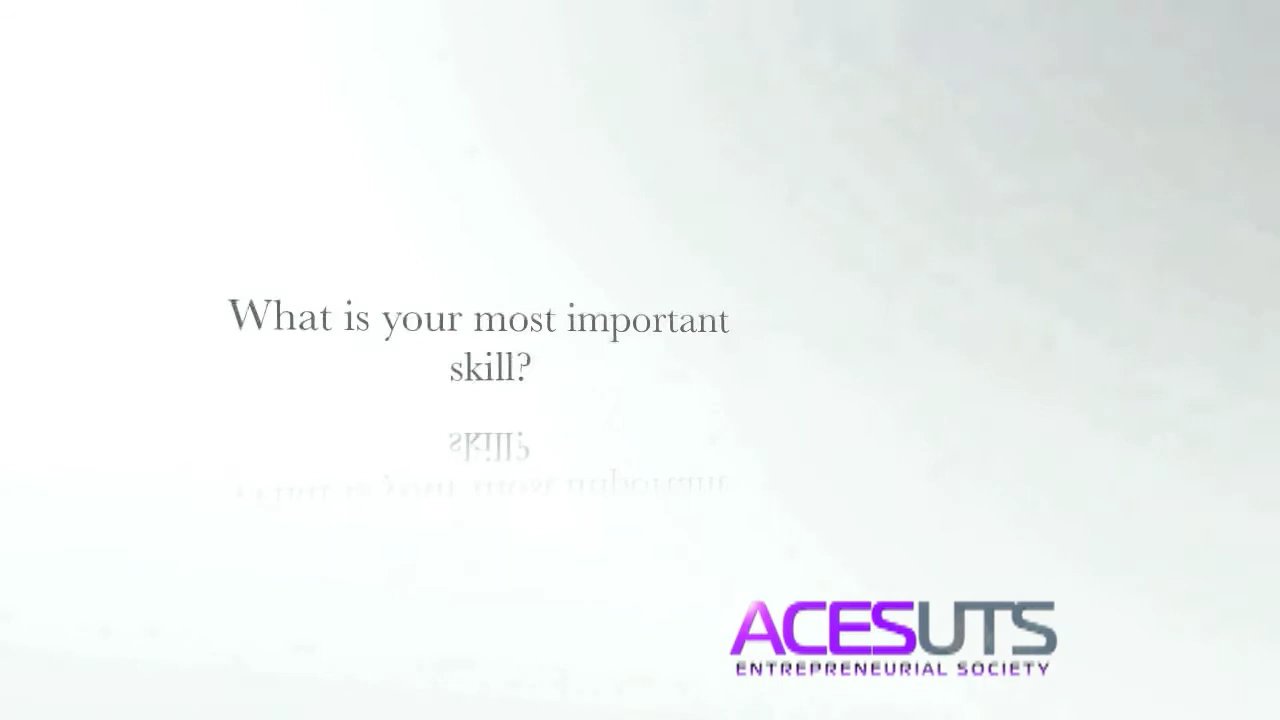 What is your most important
skill?
ACESUTS
ENTREPRENEURIAL SOCIETY